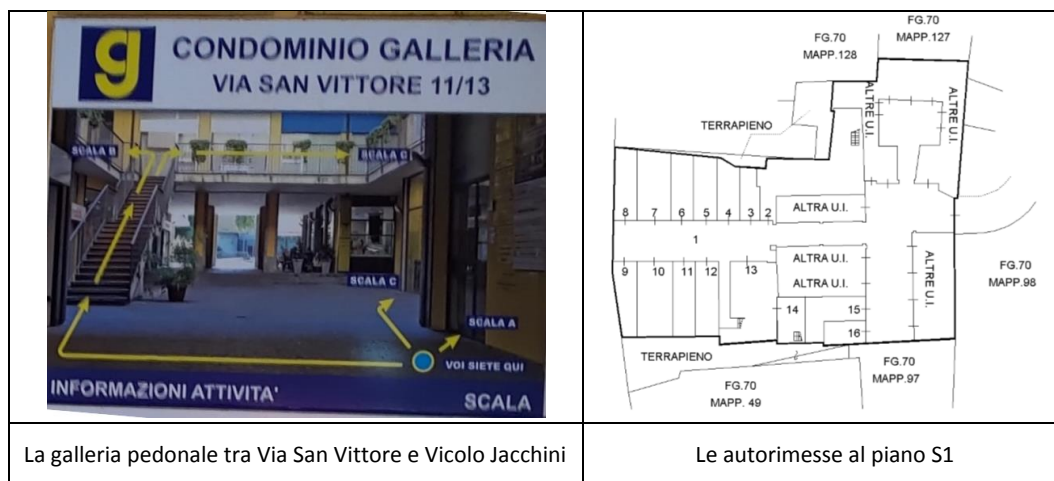 g CONDOMINIO GALLERIA
VIA SAN VITTORE 11/13
SCALA B
SCALA C
SCALA C
SCALA A
VOI SIETE QUI
INFORMAZIONI ATTIVITA'
SCALA
La galleria pedonale tra Via San Vittore e Vicolo Jacchini
FG.70
MAPP.127
FG.70
MAPP.128
ALTRE U.I.
ALTRE U.I.
TERRAPIENO
8 7 6 5 4 3 2
ALTRA U.I.
1
9 10 11 12 13
ALTRA U.I.
ALTRA U.I.
ALTRE U.I.
FG.70
MAPP.98
14 15
16
TERRAPIENO
FG.70
MAPP. 49
FG.70
MAPP.97
Le autorimesse al piano S1